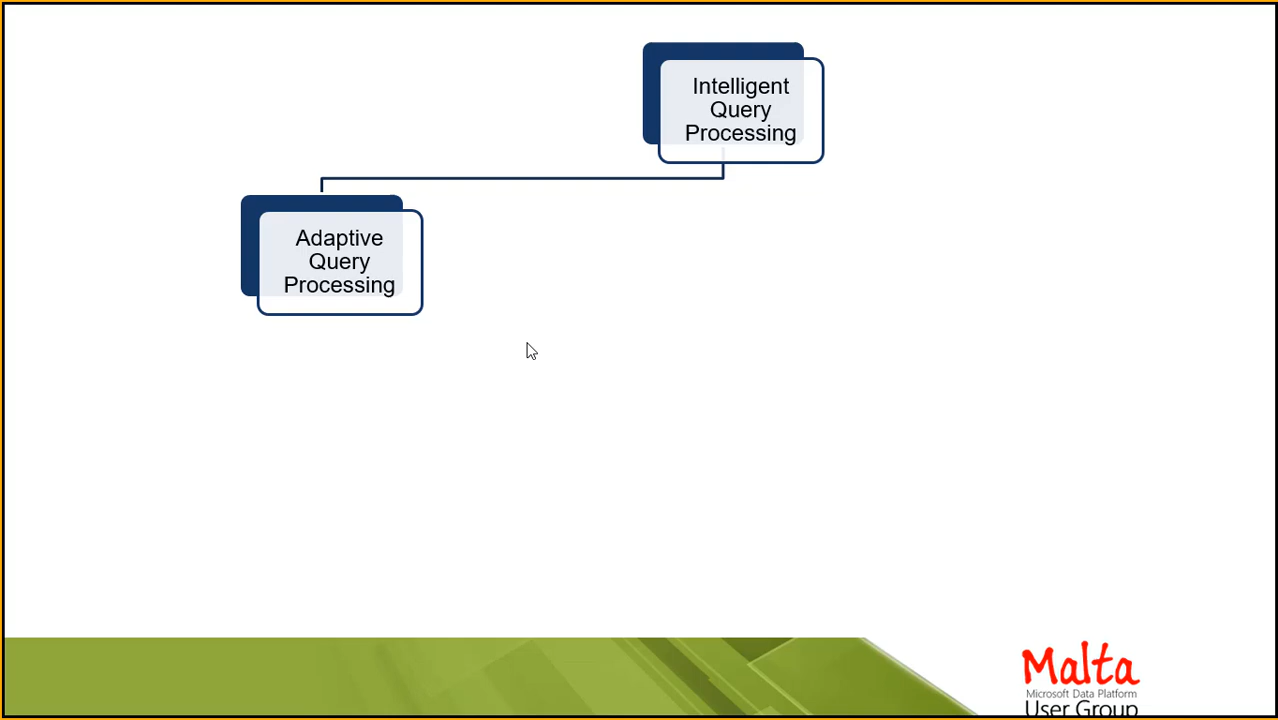 Intelligent
Query
Processing
Adaptive
Query
Processing
Malta
Microsoft Data Platform
User Group